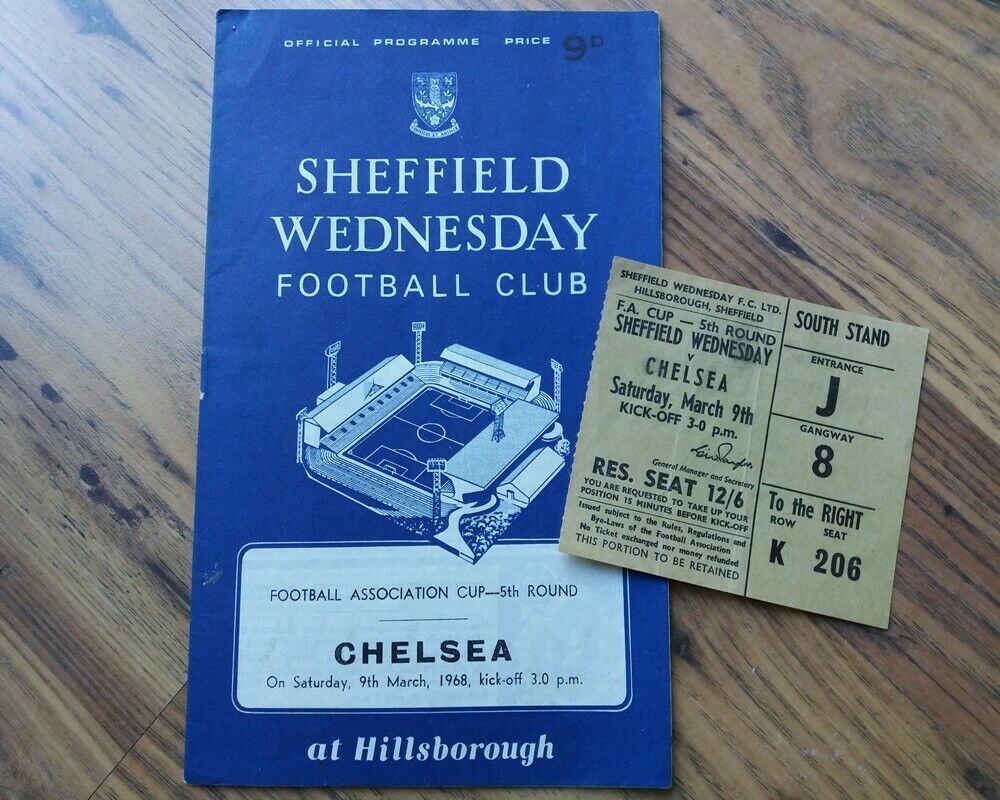 OFFICIAL PROGRAMME PRICE 9D
SHEFFIELD
WEDNESDAY
FOOTBALL CLUB
FOOTBALL ASSOCIATION CUP—5th ROUND
CHELSEA
On Saturday, 9th March, 1968, kick-off 3.0 p.m.
at Hillsborough
SHEFFIELD WEDNESDAY F.C. LTD.
HILLSBOROUGH, SHEFFIELD
F.A. CUP — 5th ROUND
SHEFFIELD WEDNESDAY
v
CHELSEA
Saturday, March 9th
KICK-OFF 3-0 p.m.
General Manager and Secretary
RES. SEAT 12/6
YOU ARE REQUESTED TO TAKE UP YOUR
POSITION 15 MINUTES BEFORE KICK-OFF
Issued subject to the Rules, Regulations and
Bye-Laws of the Football Association
No Ticket exchanged nor money refunded
THIS PORTION TO BE RETAINED
SOUTH STAND
ENTRANCE
J
GANGWAY
8
To the RIGHT
ROW SEAT
K 206